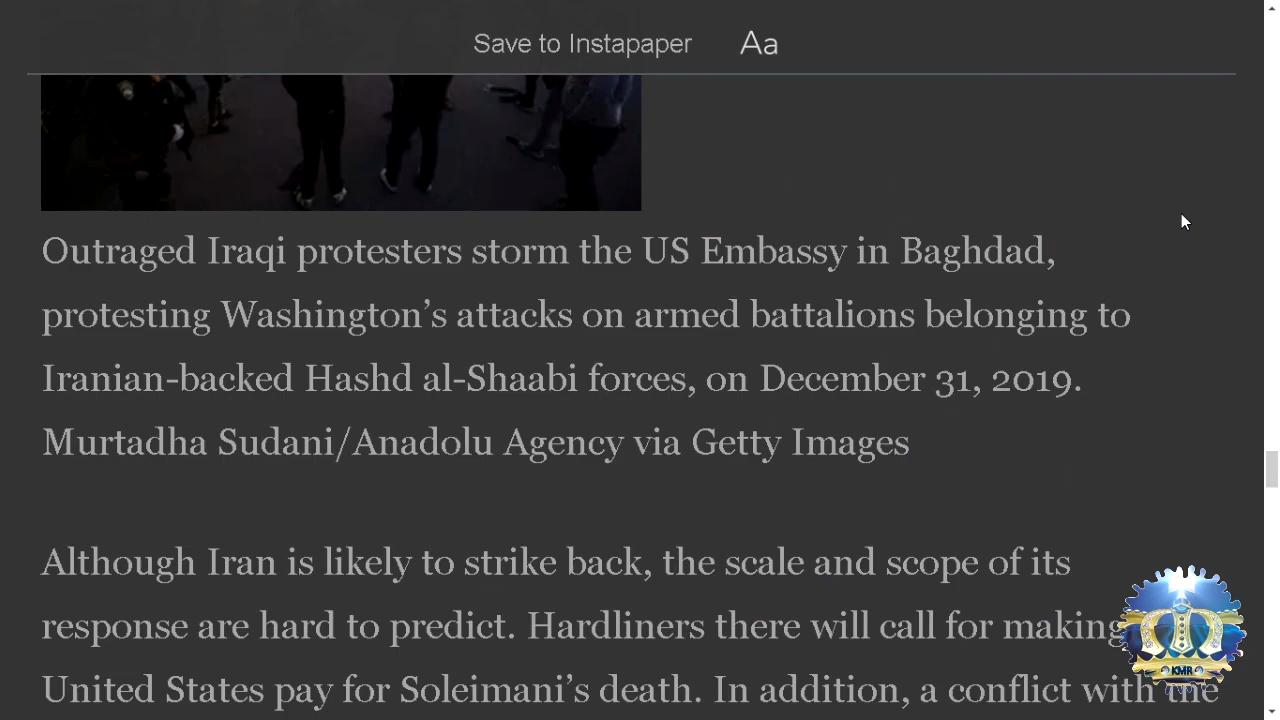 Save to Instapaper Aa
Outraged Iraqi protesters storm the US Embassy in Baghdad,
protesting Washington’s attacks on armed battalions belonging to
Iranian-backed Hashd al-Shaabi forces, on December 31, 2019.
Murtadha Sudani/Anadolu Agency via Getty Images
Although Iran is likely to strike back, the scale and scope of its
response are hard to predict. Hardliners there will call for making
United States pay for Soleimani’s death. In addition, a conflict with the
KMR